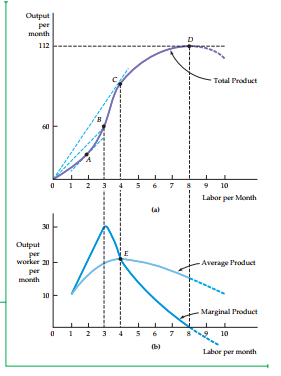 Output
per
month
112
D
C
Total Product
60
B
A
0 1 2 3 4 5 6 7 8 9 10
Labor per Month
(a)
30
Output
per
worker 20
per
month
E
Average Product
10
Marginal Product
0 1 2 3 4 5 6 7 8 9 10
(b)
Labor per month